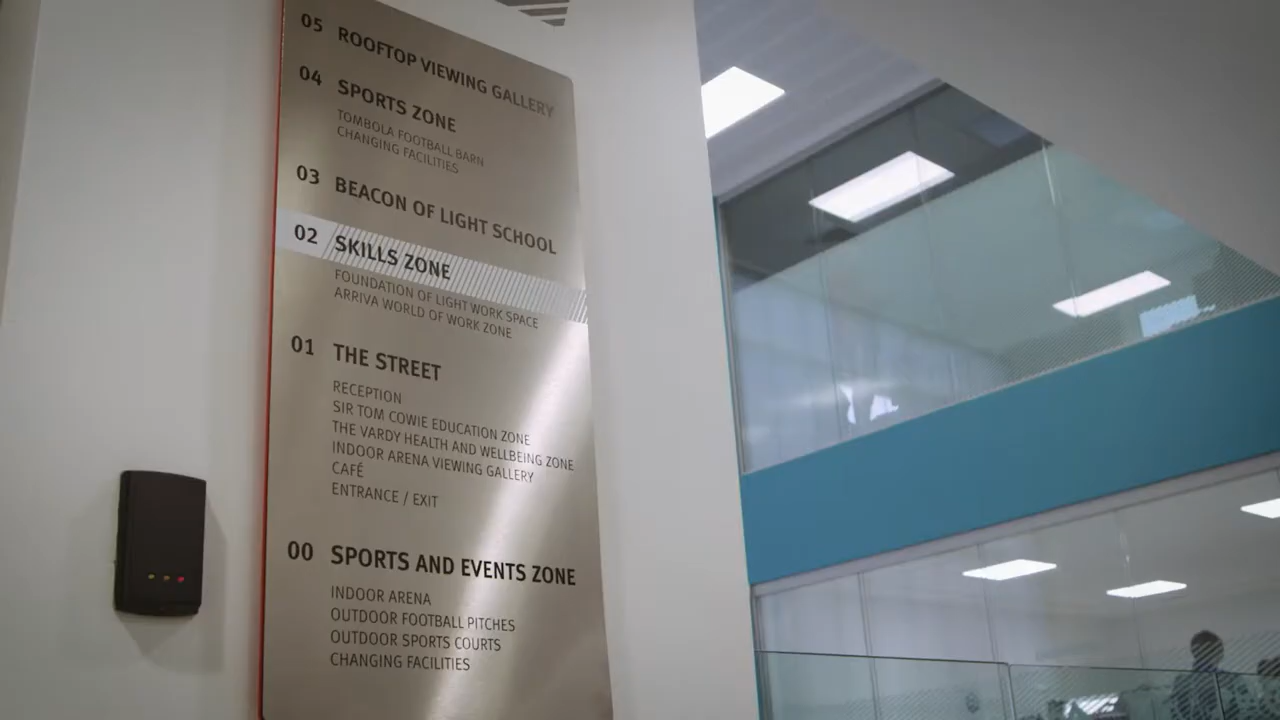 05 ROOFTOP VIEWING GALLERY
04 SPORTS ZONE
TOMBOLA FOOTBALL BARN
CHANGING FACILITIES
03 BEACON OF LIGHT SCHOOL
02 SKILLS ZONE
FOUNDATION OF LIGHT WORK SPACE
ARRIVA WORLD OF WORK ZONE
01 THE STREET
RECEPTION
SIR TOM COWIE EDUCATION ZONE
THE VARDY HEALTH AND WELLBEING ZONE
INDOOR ARENA VIEWING GALLERY
CAFÉ
ENTRANCE / EXIT
00 SPORTS AND EVENTS ZONE
INDOOR ARENA
OUTDOOR FOOTBALL PITCHES
OUTDOOR SPORTS COURTS
CHANGING FACILITIES